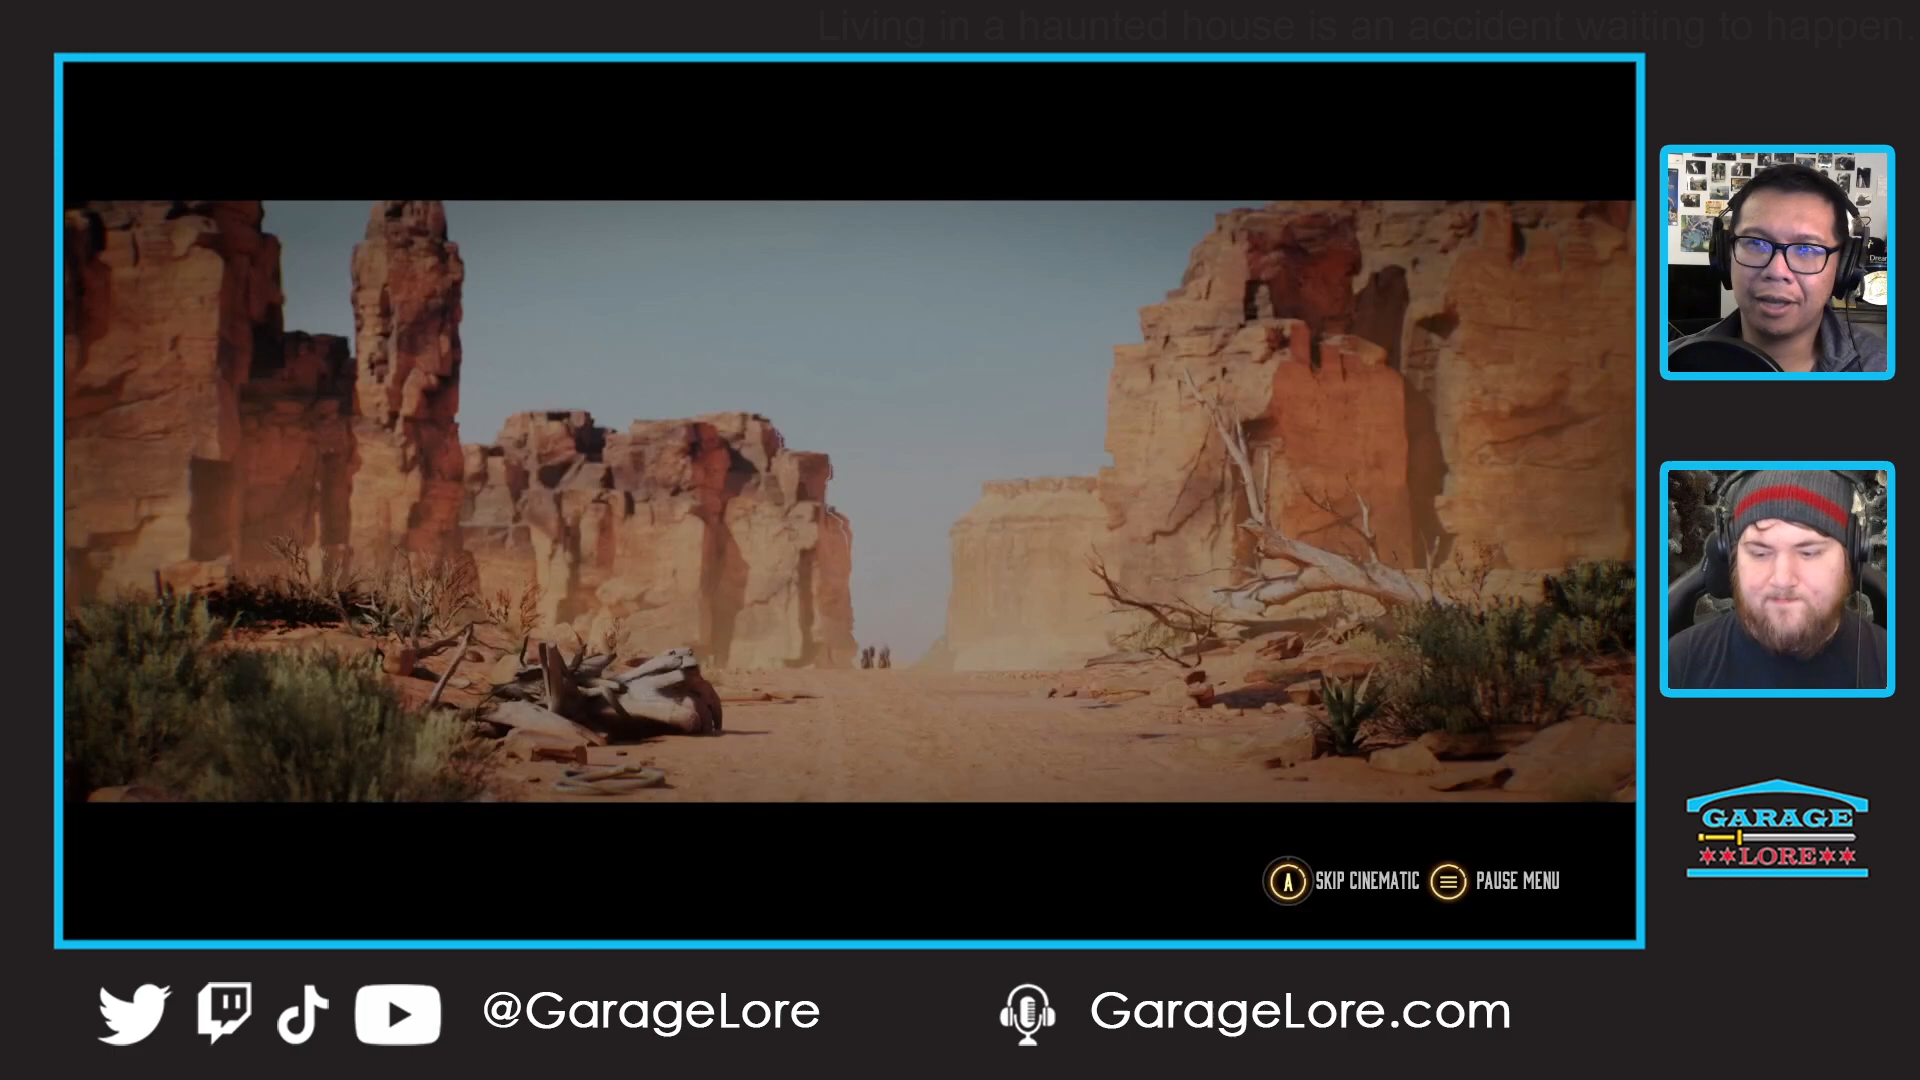 Living in a haunted house is an accident waiting to happen.
Drea
A SKIP CINEMATIC PAUSE MENU
GARAGE
LORE
@GarageLore
GarageLore.com